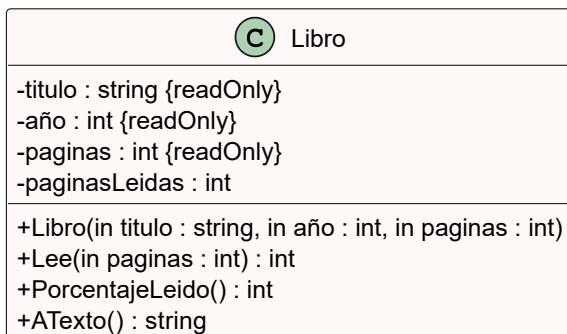 C Libro
-titulo : string {readOnly}
-año : int {readOnly}
-paginas : int {readOnly}
-paginasLeidas : int
+Libro(in titulo : string, in año : int, in paginas : int)
+Lee(in paginas : int) : int
+PorcentajeLeido() : int
+ATexto() : string